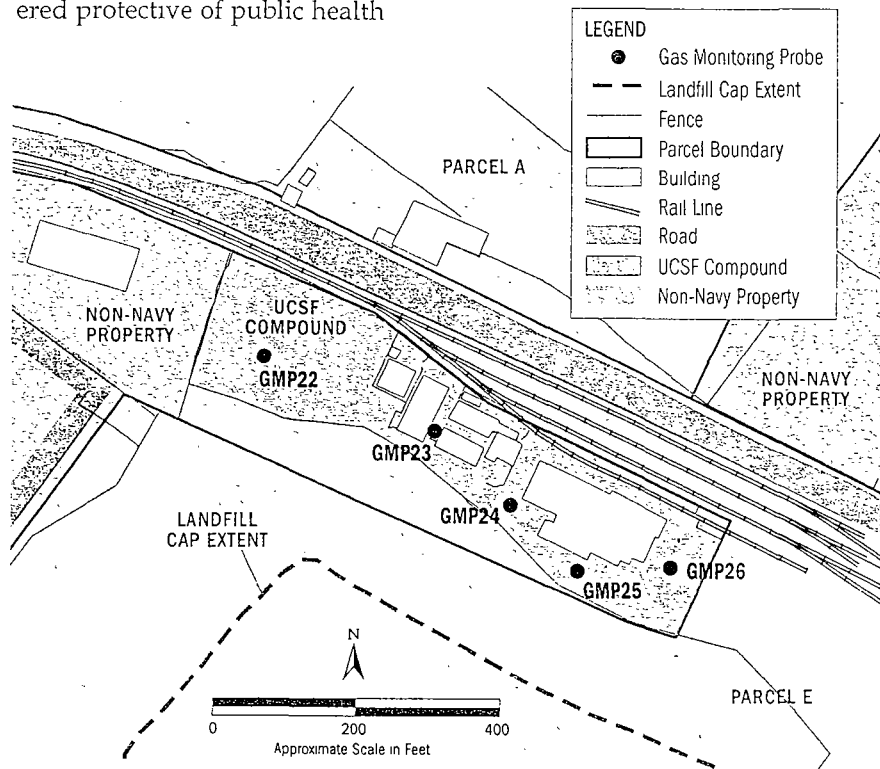 ered protective of public health
LEGEND
Gas Monitoring Probe
Landfill Cap Extent
Fence
Parcel Boundary
Building
Rail Line
Road
UCSF Compound
Non-Navy Property
PARCEL A
NON-NAVY
PROPERTY
UCSF
COMPOUND
GMP22
NON-NAVY
PROPERTY
GMP23
GMP24
LANDFILL
CAP EXTENT
GMP25
GMP26
N
PARCEL E
0 200 400
Approximate Scale in Feet